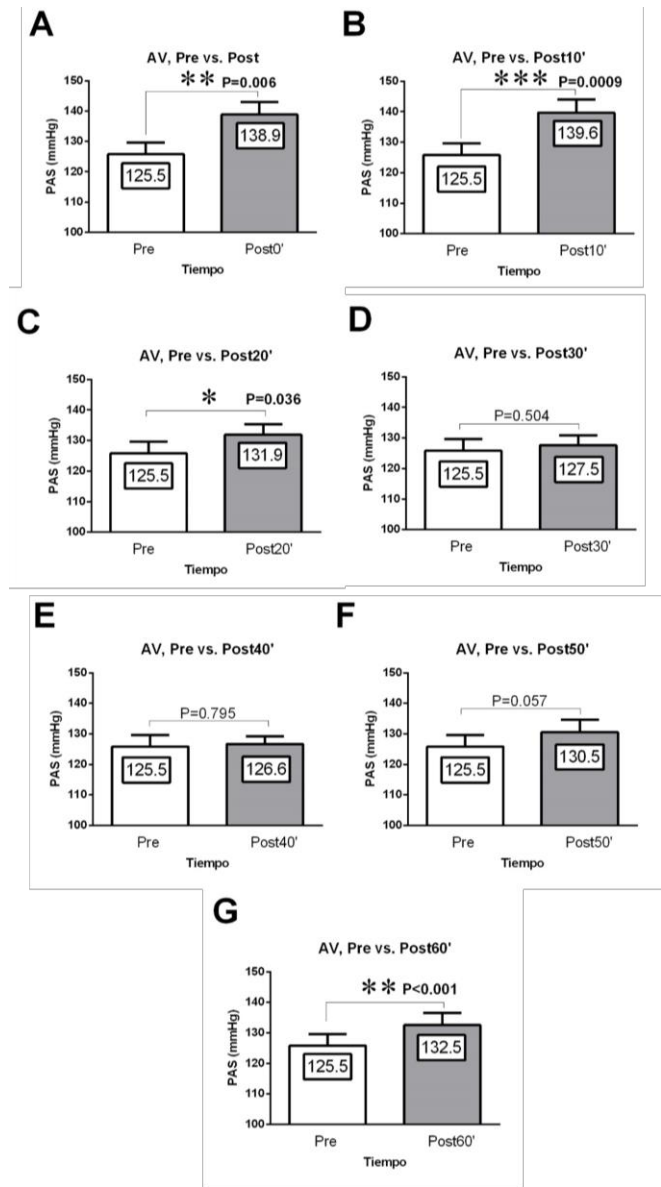 A
AV, Pre vs. Post
** P=0.006
PAS (mmHg)
150
140
130
120
110
100
125.5
138.9
Pre
Post0'
Tiempo
B
AV, Pre vs. Post10'
*** P=0.0009
PAS (mmHg)
150
140
130
120
110
100
125.5
139.6
Pre
Post10'
Tiempo
C
AV, Pre vs. Post20'
* P=0.036
PAS (mmHg)
150
140
130
120
110
100
125.5
131.9
Pre
Post20'
Tiempo
D
AV, Pre vs. Post30'
P=0.504
PAS (mmHg)
150
140
130
120
110
100
125.5
127.5
Pre
Post30'
Tiempo
E
AV, Pre vs. Post40'
P=0.795
PAS (mmHg)
150
140
130
120
110
100
125.5
126.6
Pre
Post40'
Tiempo
F
AV, Pre vs. Post50'
P=0.057
PAS (mmHg)
150
140
130
120
110
100
125.5
130.5
Pre
Post50'
Tiempo
G
AV, Pre vs. Post60'
** P<0.001
PAS (mmHg)
150
140
130
120
110
100
125.5
132.5
Pre
Post60'
Tiempo